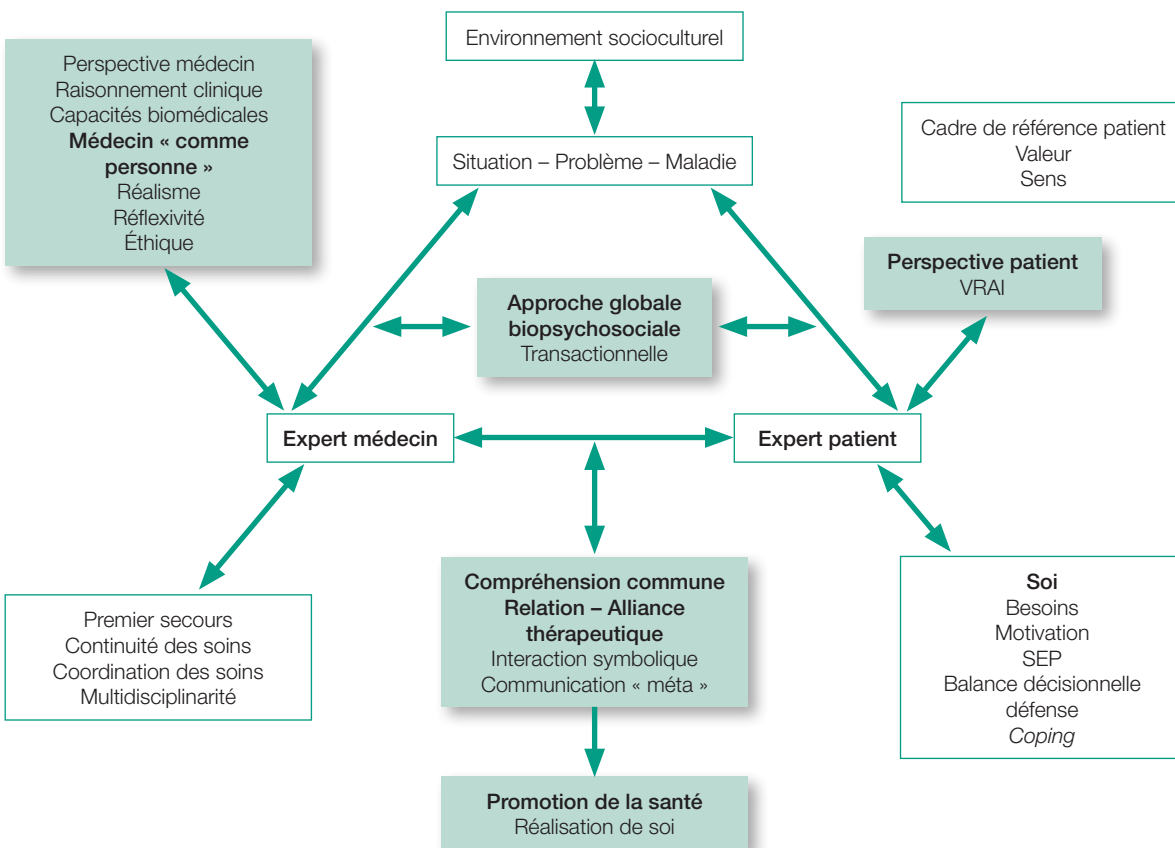 Environnement socioculturel
Perspective médecin
Raisonnement clinique
Capacités biomédicales
Médecin « comme
personne »
Réalisme
Réflexivité
Éthique
Situation – Problème – Maladie
Cadre de référence patient
Valeur
Sens
Perspective patient
VRAI
Approche globale
biopsychosociale
Transactionnelle
Expert médecin
Expert patient
Premier secours
Continuité des soins
Coordination des soins
Multidisciplinarité
Compréhension commune
Relation – Alliance
thérapeutique
Interaction symbolique
Communication « méta »
Soi
Besoins
Motivation
SEP
Balance décisionnelle
défense
Coping
Promotion de la santé
Réalisation de soi